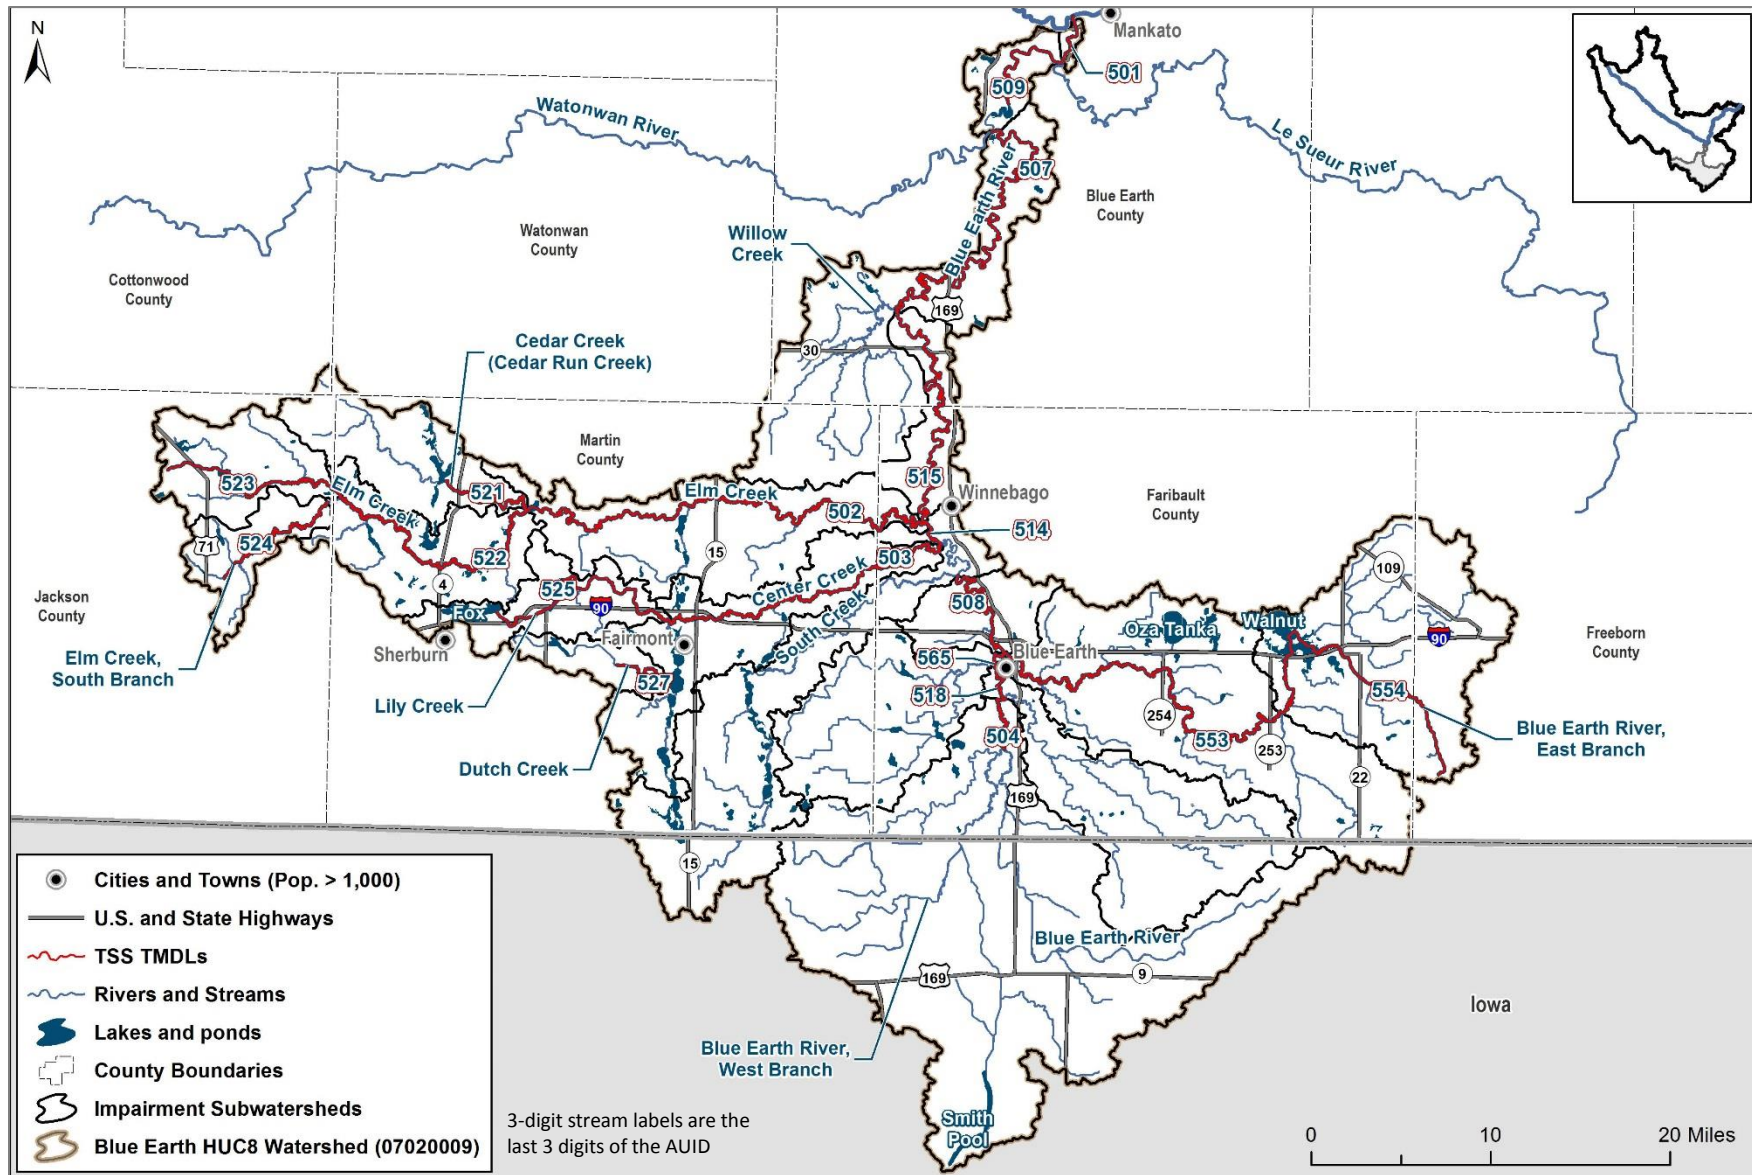 N
Mankato
501
509
Watonwan River
Le Sueur River
507
Blue Earth River
Blue Earth
County
Watonwan
County
Willow
Creek
Cottonwood
County
169
30
Cedar Creek
(Cedar Run Creek)
Martin
County
523
Elm Creek
521
Elm Creek
502
515
Winnebago
Faribault
County
514
71
524
522
15
503
4
525
Center Creek
109
Jackson
County
Fox
90
508
Oza Tanka
Walnut
90
Freeborn
County
Sherburn
Fairmont
South Creek
565
Blue Earth
Elm Creek,
South Branch
527
518
554
Lily Creek
254
553
504
253
Blue Earth River,
East Branch
Dutch Creek
22
169
15
Cities and Towns (Pop. > 1,000)
U.S. and State Highways
TSS TMDLs
Rivers and Streams
Lakes and ponds
County Boundaries
Impairment Subwatersheds
Blue Earth HUC8 Watershed (07020009)
Blue Earth River
169
9
Iowa
Blue Earth River,
West Branch
Smith
Pool
3-digit stream labels are the
last 3 digits of the AUID
0 10 20 Miles